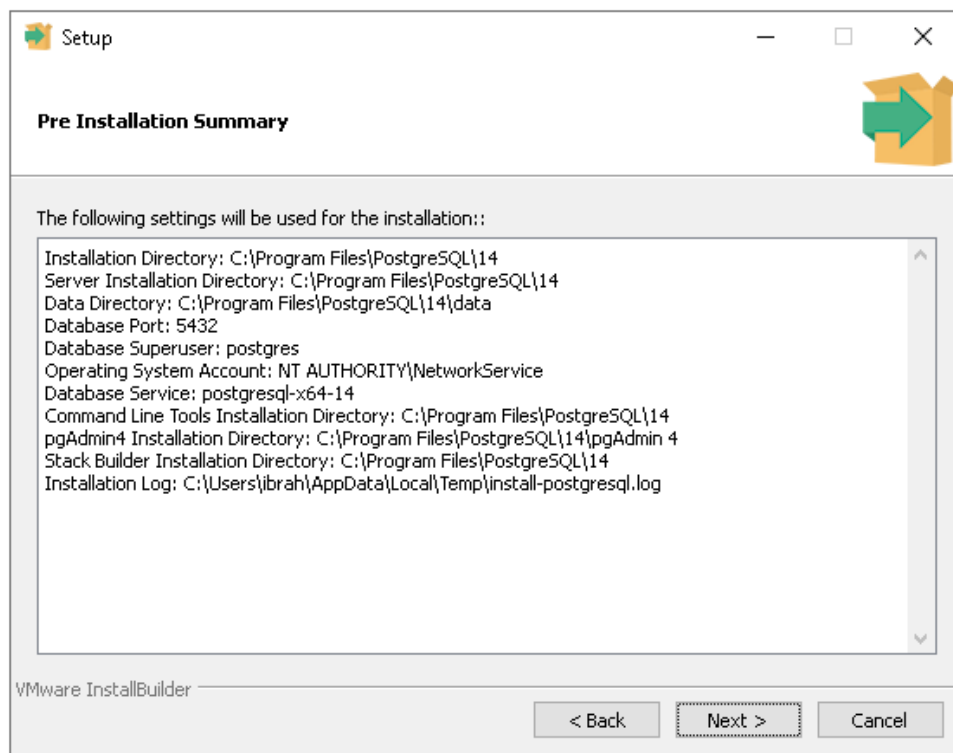 Setup
Pre Installation Summary
The following settings will be used for the installation::
Installation Directory: C:\Program Files\PostgreSQL\14
Server Installation Directory: C:\Program Files\PostgreSQL\14
Data Directory: C:\Program Files\PostgreSQL\14\data
Database Port: 5432
Database Superuser: postgres
Operating System Account: NT AUTHORITY\NetworkService
Database Service: postgresql-x64-14
Command Line Tools Installation Directory: C:\Program Files\PostgreSQL\14
pgAdmin4 Installation Directory: C:\Program Files\PostgreSQL\14\pgAdmin 4
Stack Builder Installation Directory: C:\Program Files\PostgreSQL\14
Installation Log: C:\Users\ibrah\AppData\Local\Temp\install-postgresql.log
VMware InstallBuilder
< Back Next > Cancel